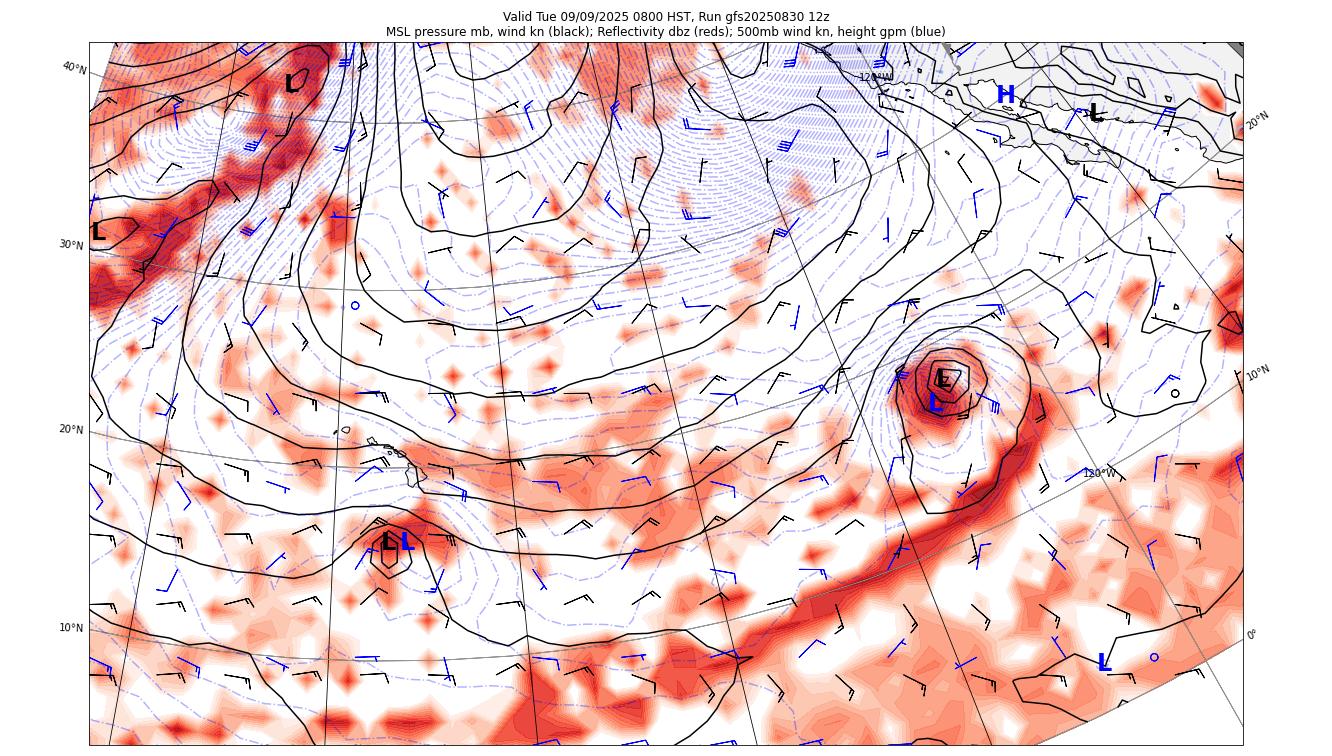 Valid Tue 09/09/2025 0800 HST, Run gfs20250830 12z
MSL pressure mb, wind kn (black); Reflectivity dbz (reds); 500mb wind kn, height gpm (blue)
40°N
120°W
L
H
L
20°N
L
30°N
10°N
L
L
20°N
120°W
L L
10°N
0°
L